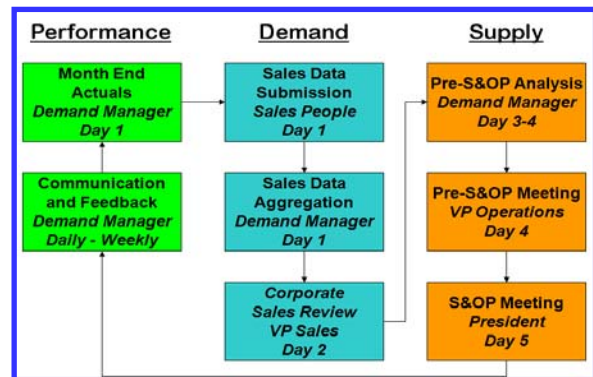 Performance
Month End
Actuals
Demand Manager
Day 1
Communication
and Feedback
Demand Manager
Daily - Weekly
Demand
Sales Data
Submission
Sales People
Day 1
Sales Data
Aggregation
Demand Manager
Day 1
Corporate
Sales Review
VP Sales
Day 2
Supply
Pre-S&OP Analysis
Demand Manager
Day 3-4
Pre-S&OP Meeting
VP Operations
Day 4
S&OP Meeting
President
Day 5